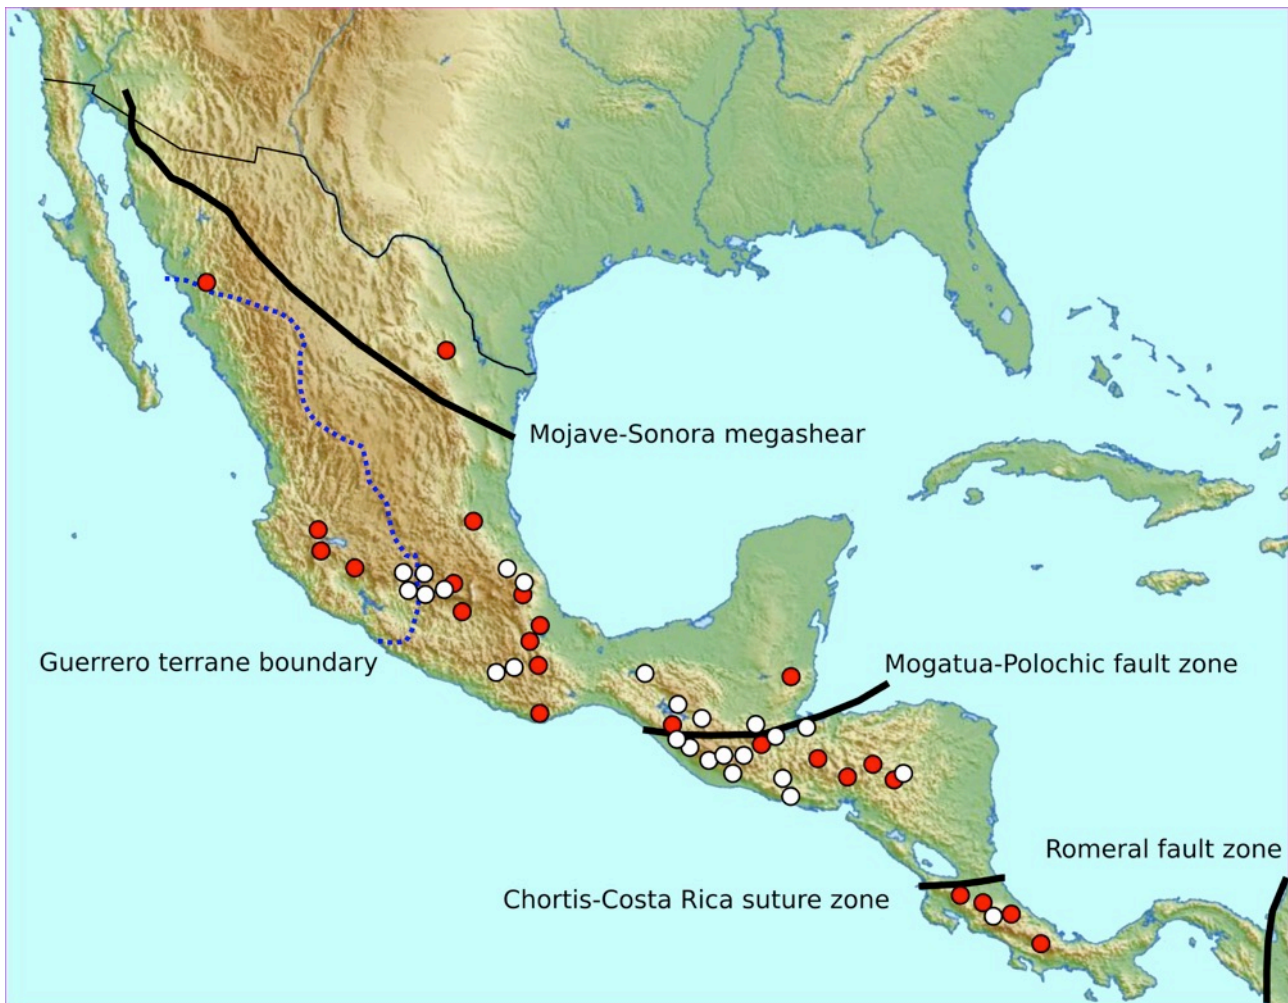 Mojave-Sonora megashear
Guerrero terrane boundary
Mogatua-Polochic fault zone
Romeral fault zone
Chortis-Costa Rica suture zone